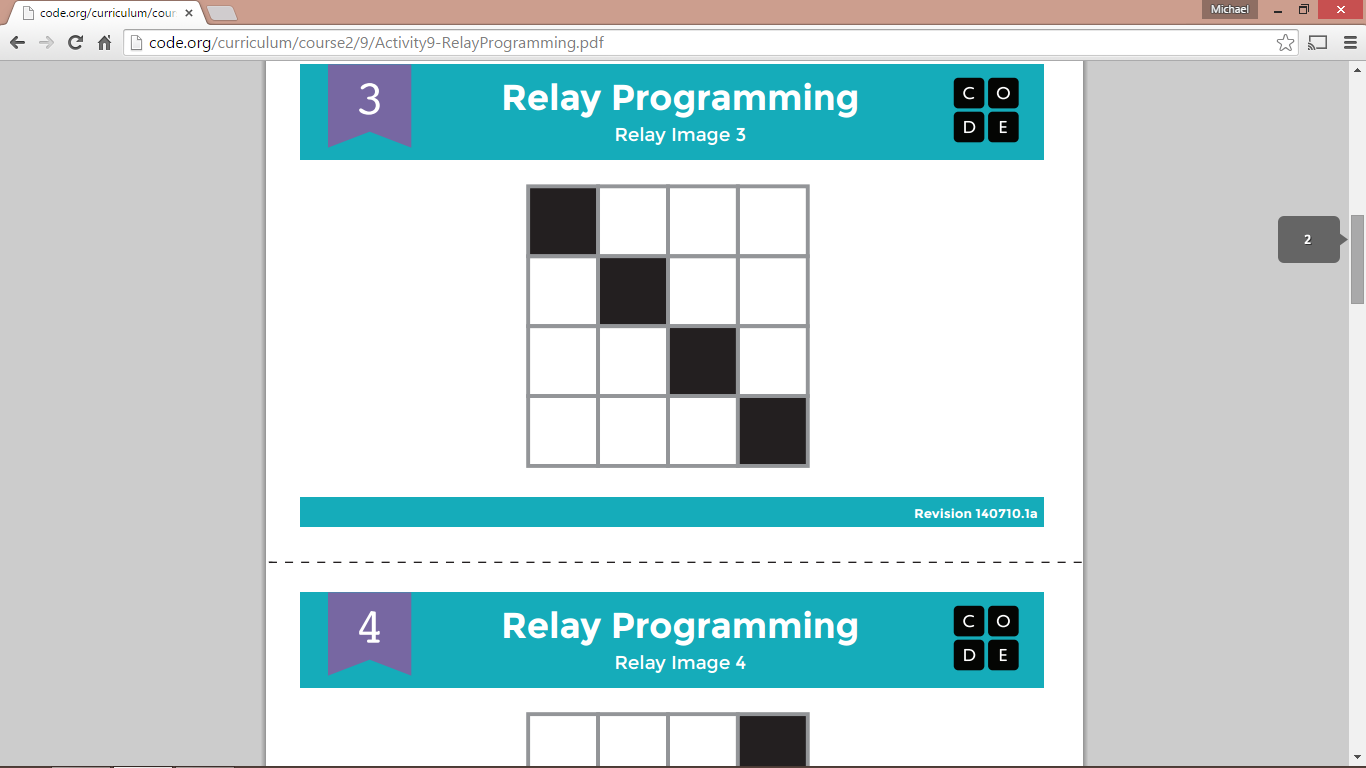 code.org/curriculum/cour
Michael
code.org/curriculum/course2/9/Activity9-RelayProgramming.pdf
3
Relay Programming
Relay Image 3
C O
D E
2
Revision 140710.1a
4
Relay Programming
Relay Image 4
C O
D E